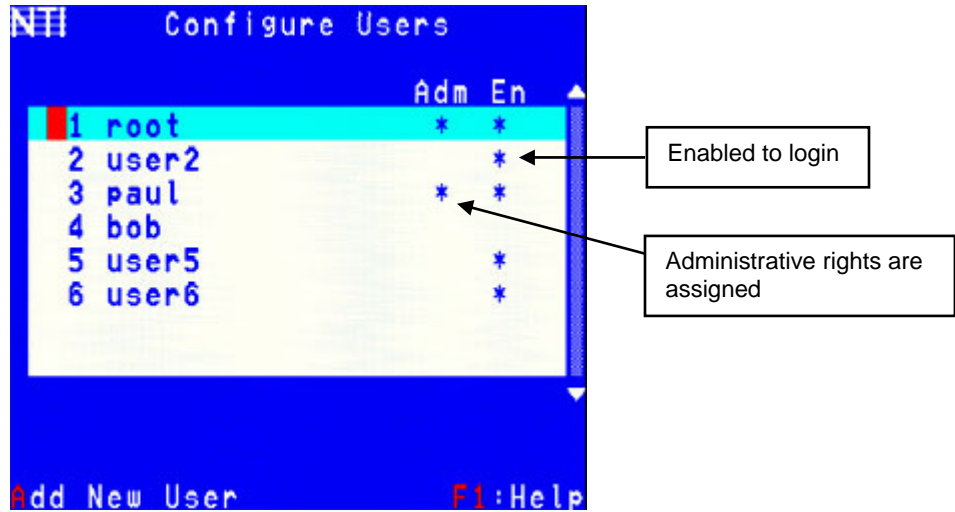 NTI Configure Users
Adm En
1 root * *
2 user2 *
3 paul * *
4 bob
5 user5 *
6 user6 *
Add New User F1:Help
Enabled to login
Administrative rights are
assigned